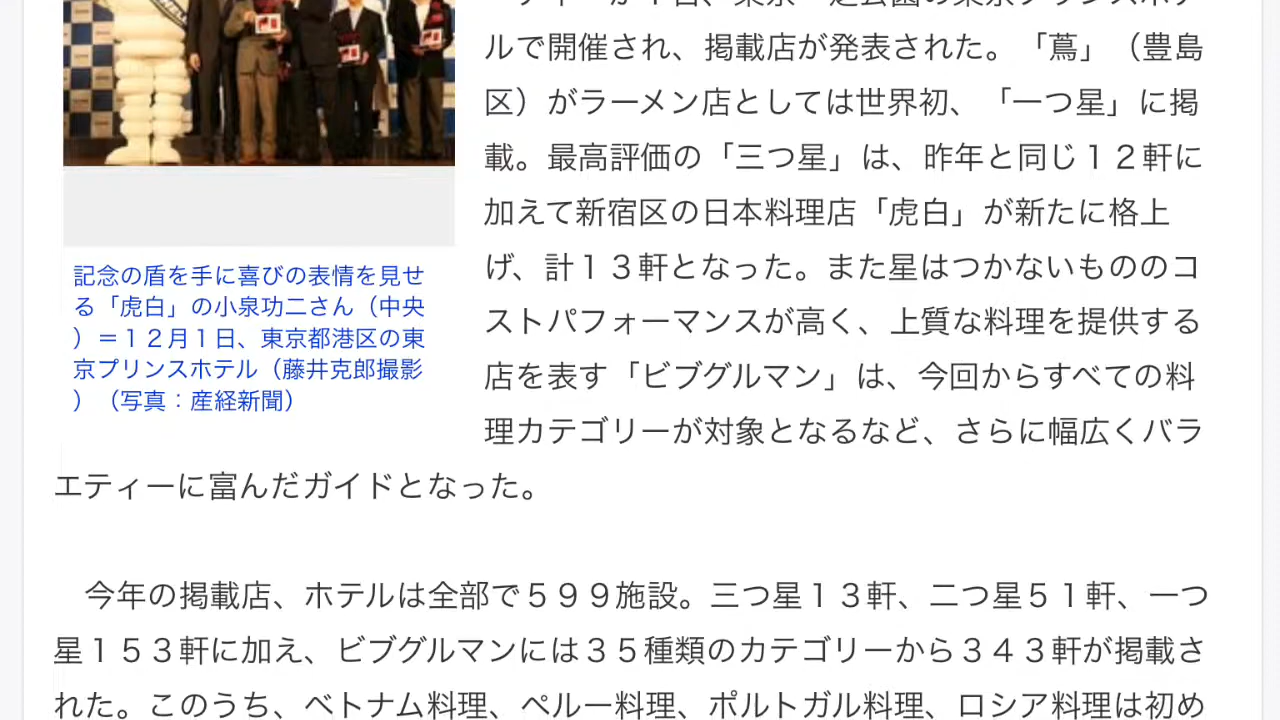 ルで開催され、掲載店が発表された。「蔦」（豊島
区）がラーメン店としては世界初、「一つ星」に掲
載。最高評価の「三つ星」は、昨年と同じ１２軒に
加えて新宿区の日本料理店「虎白」が新たに格上
げ、計１３軒となった。また星はつかないもののコ
ストパフォーマンスが高く、上質な料理を提供する
店を表す「ビブグルマン」は、今回からすべての料
理カテゴリーが対象となるなど、さらに幅広くバラ
エティーに富んだガイドとなった。
記念の盾を手に喜びの表情を見せ
る「虎白」の小泉功二さん（中央
）＝１２月１日、東京都港区の東
京プリンスホテル（藤井克郎撮影
）（写真：産経新聞）
今年の掲載店、ホテルは全部で５９９施設。三つ星１３軒、二つ星５１軒、一つ
星１５３軒に加え、ビブグルマンには３５種類のカテゴリーから３４３軒が掲載さ
れた。このうち、ベトナム料理、ペルー料理、ポルトガル料理、ロシア料理は初め